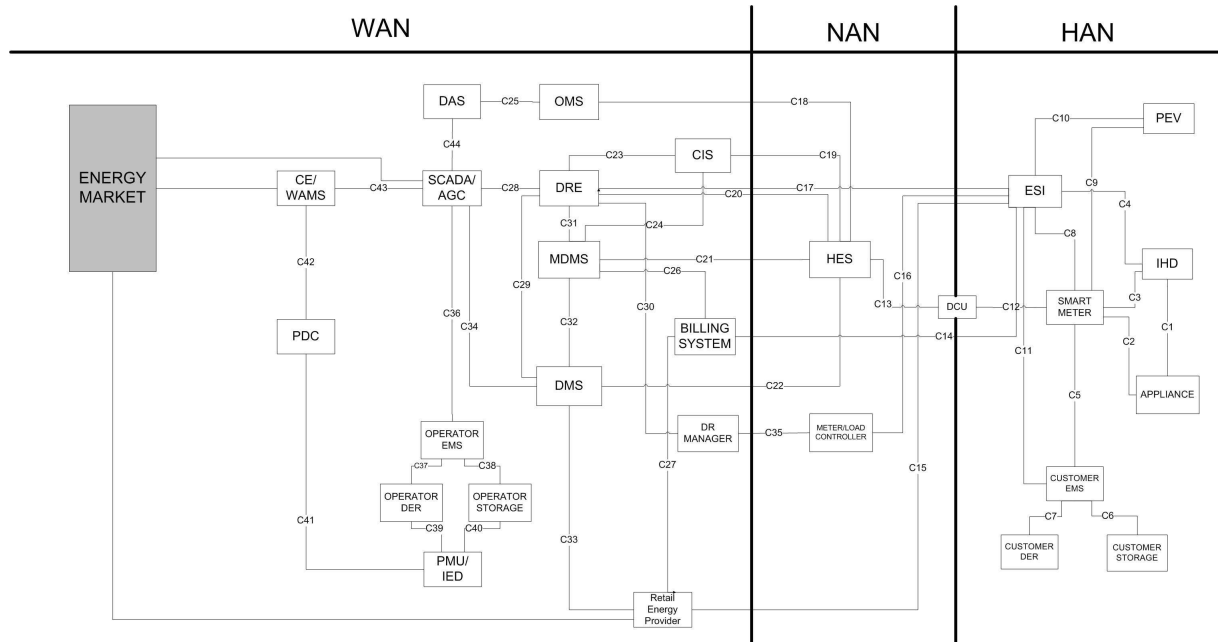 WAN
NAN
HAN
DAS
C25
OMS
C18
C10
PEV
C44
C23
CIS
C19
C9
ENERGY
MARKET
CE/
WAMS
C43
SCADA/
AGC
C28
DRE
C17
C20
ESI
C4
C31
C24
C8
C42
C29
MDMS
C21
C26
HES
C16
IHD
C36
C34
C30
C13
DCU
C12
SMART
METER
C3
C32
C1
PDC
BILLING
SYSTEM
C14
C11
C2
DMS
C22
C5
APPLIANCE
OPERATOR
EMS
DR
MANAGER
C35
METER/LOAD
CONTROLLER
C37
C38
C27
C15
OPERATOR
DER
OPERATOR
STORAGE
CUSTOMER
EMS
C41
C39
C40
C33
C7
C6
PMU/
IED
CUSTOMER
DER
CUSTOMER
STORAGE
Retail
Energy
Provider